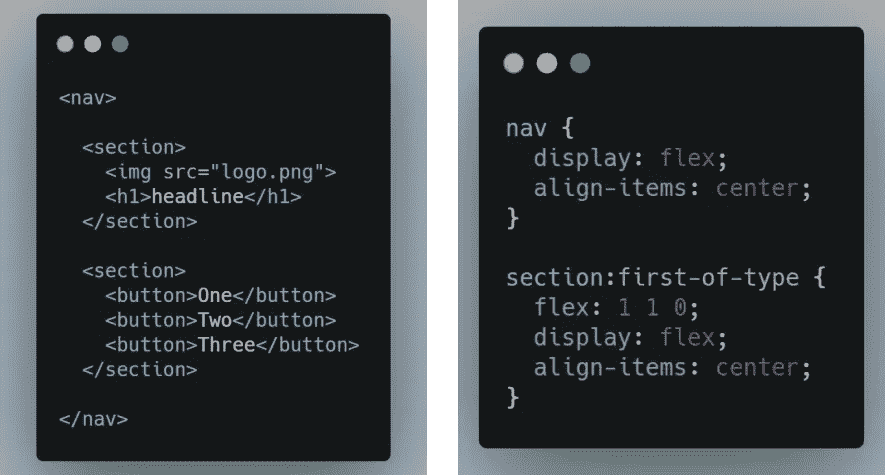 <nav>
<section>
<img src="logo.png">
<h1>headline</h1>
</section>
<section>
<button>One</button>
<button>Two</button>
<button>Three</button>
</section>
</nav>
nav {
display: flex;
align-items: center;
}
section:first-of-type {
flex: 1 1 0;
display: flex;
align-items: center;
}